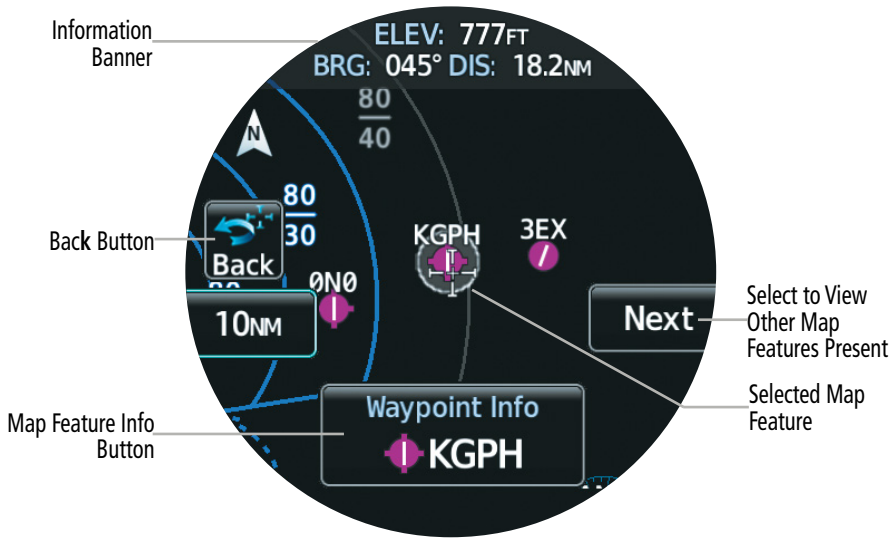 Information
Banner
ELEV: 777FT
BRG: 045° DIS: 18.2NM
80
40
N
80
30
Back Button
Back
KGPH
3EX
0N0
80
10NM
Next
Select to View
Other Map
Features Present
Selected Map
Feature
Map Feature Info
Button
Waypoint Info
KGPH